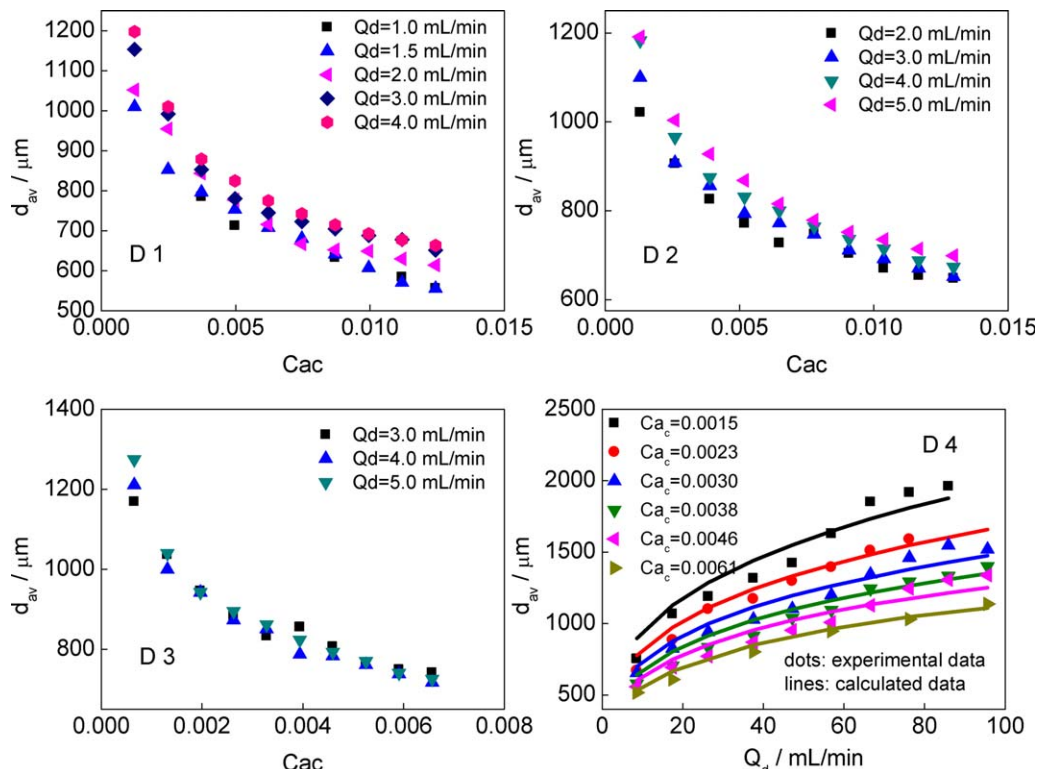 1200
1100
1000
900
800
700
600
500
d_av / μm
Qd=1.0 mL/min
Qd=1.5 mL/min
Qd=2.0 mL/min
Qd=3.0 mL/min
Qd=4.0 mL/min
D 1
0.000 0.005 0.010 0.015
Cac
1200
1000
800
600
d_av / μm
Qd=2.0 mL/min
Qd=3.0 mL/min
Qd=4.0 mL/min
Qd=5.0 mL/min
D 2
0.000 0.005 0.010 0.015
Cac
1400
1200
1000
800
d_av / μm
Qd=3.0 mL/min
Qd=4.0 mL/min
Qd=5.0 mL/min
D 3
0.000 0.002 0.004 0.006 0.008
Cac
2500
2000
1500
1000
500
d_av / μm
Ca_c=0.0015
Ca_c=0.0023
Ca_c=0.0030
Ca_c=0.0038
Ca_c=0.0046
Ca_c=0.0061
D 4
dots: experimental data
lines: calculated data
0 20 40 60 80 100
Q_d / mL/min